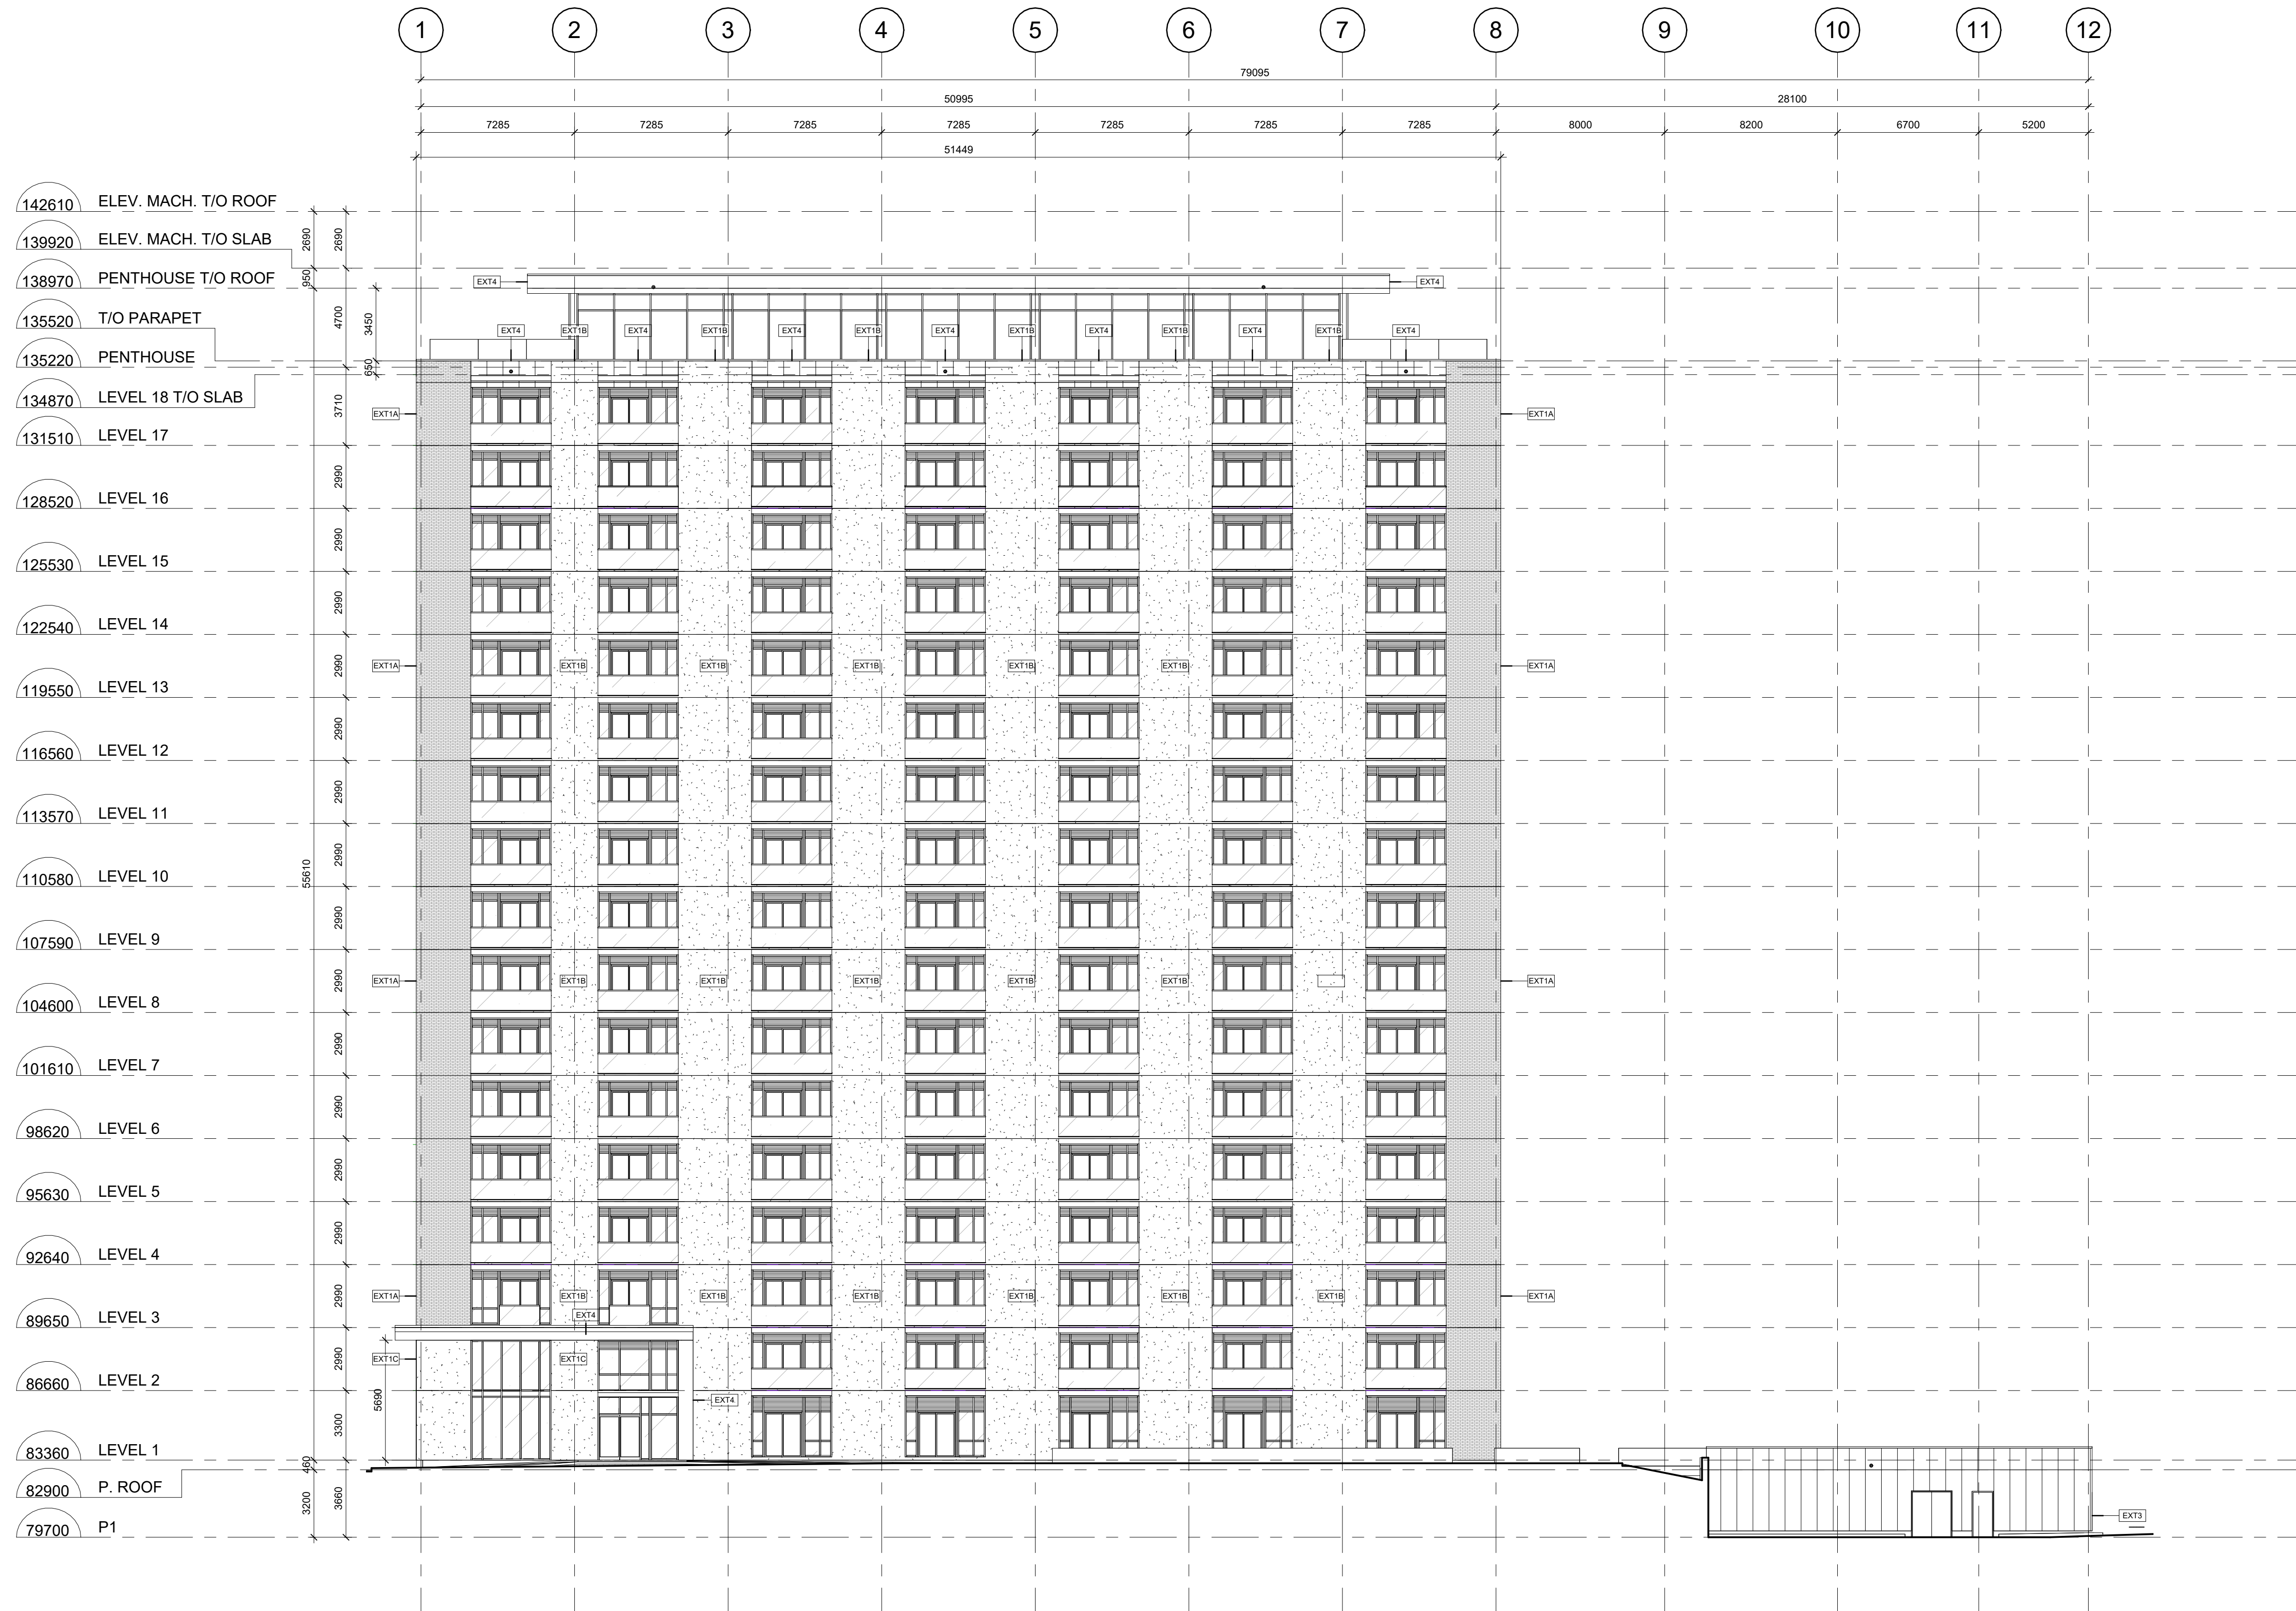 1 2 3 4 5 6 7 8 9 10 11 12
79095
50995 28100
7285 7285 7285 7285 7285 7285 7285 8000 8200 6700 5200
51449
142610 ELEV. MACH. T/O ROOF
2690 2690
139920 ELEV. MACH. T/O SLAB
950
138970 PENTHOUSE T/O ROOF
EXT4 EXT4
4700 3450
135520 T/O PARAPET
EXT4 EXT1B EXT4 EXT1B EXT4 EXT1B EXT4 EXT1B EXT4 EXT1B EXT4 EXT1B EXT4
135220 PENTHOUSE
650
134870 LEVEL 18 T/O SLAB
3710
EXT1A EXT1A
131510 LEVEL 17
2990
128520 LEVEL 16
2990
125530 LEVEL 15
2990
122540 LEVEL 14
2990
EXT1A EXT1B EXT1B EXT1B EXT1B EXT1B EXT1A
119550 LEVEL 13
2990
116560 LEVEL 12
2990
113570 LEVEL 11
2990
55610
110580 LEVEL 10
2990
107590 LEVEL 9
2990
EXT1A EXT1B EXT1B EXT1B EXT1B EXT1B EXT1A
104600 LEVEL 8
2990
101610 LEVEL 7
2990
98620 LEVEL 6
2990
95630 LEVEL 5
2990
92640 LEVEL 4
2990
EXT1A EXT1B EXT1B EXT1B EXT1B EXT1B EXT1B EXT1A
EXT4
89650 LEVEL 3
2990
EXT1C EXT1C
86660 LEVEL 2
5690
EXT4
3300
83360 LEVEL 1
460
82900 P. ROOF
3200 3660
EXT3
79700 P1